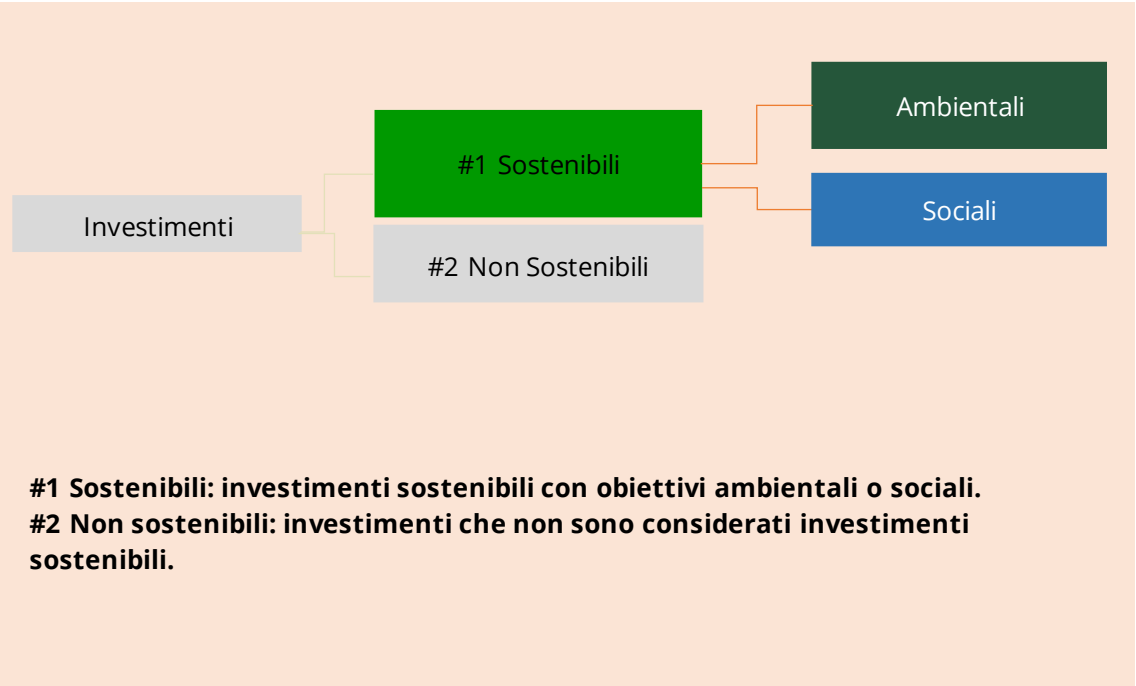 Ambientali
#1 Sostenibili
Sociali
Investimenti
#2 Non Sostenibili
#1 Sostenibili: investimenti sostenibili con obiettivi ambientali o sociali.
#2 Non sostenibili: investimenti che non sono considerati investimenti
sostenibili.